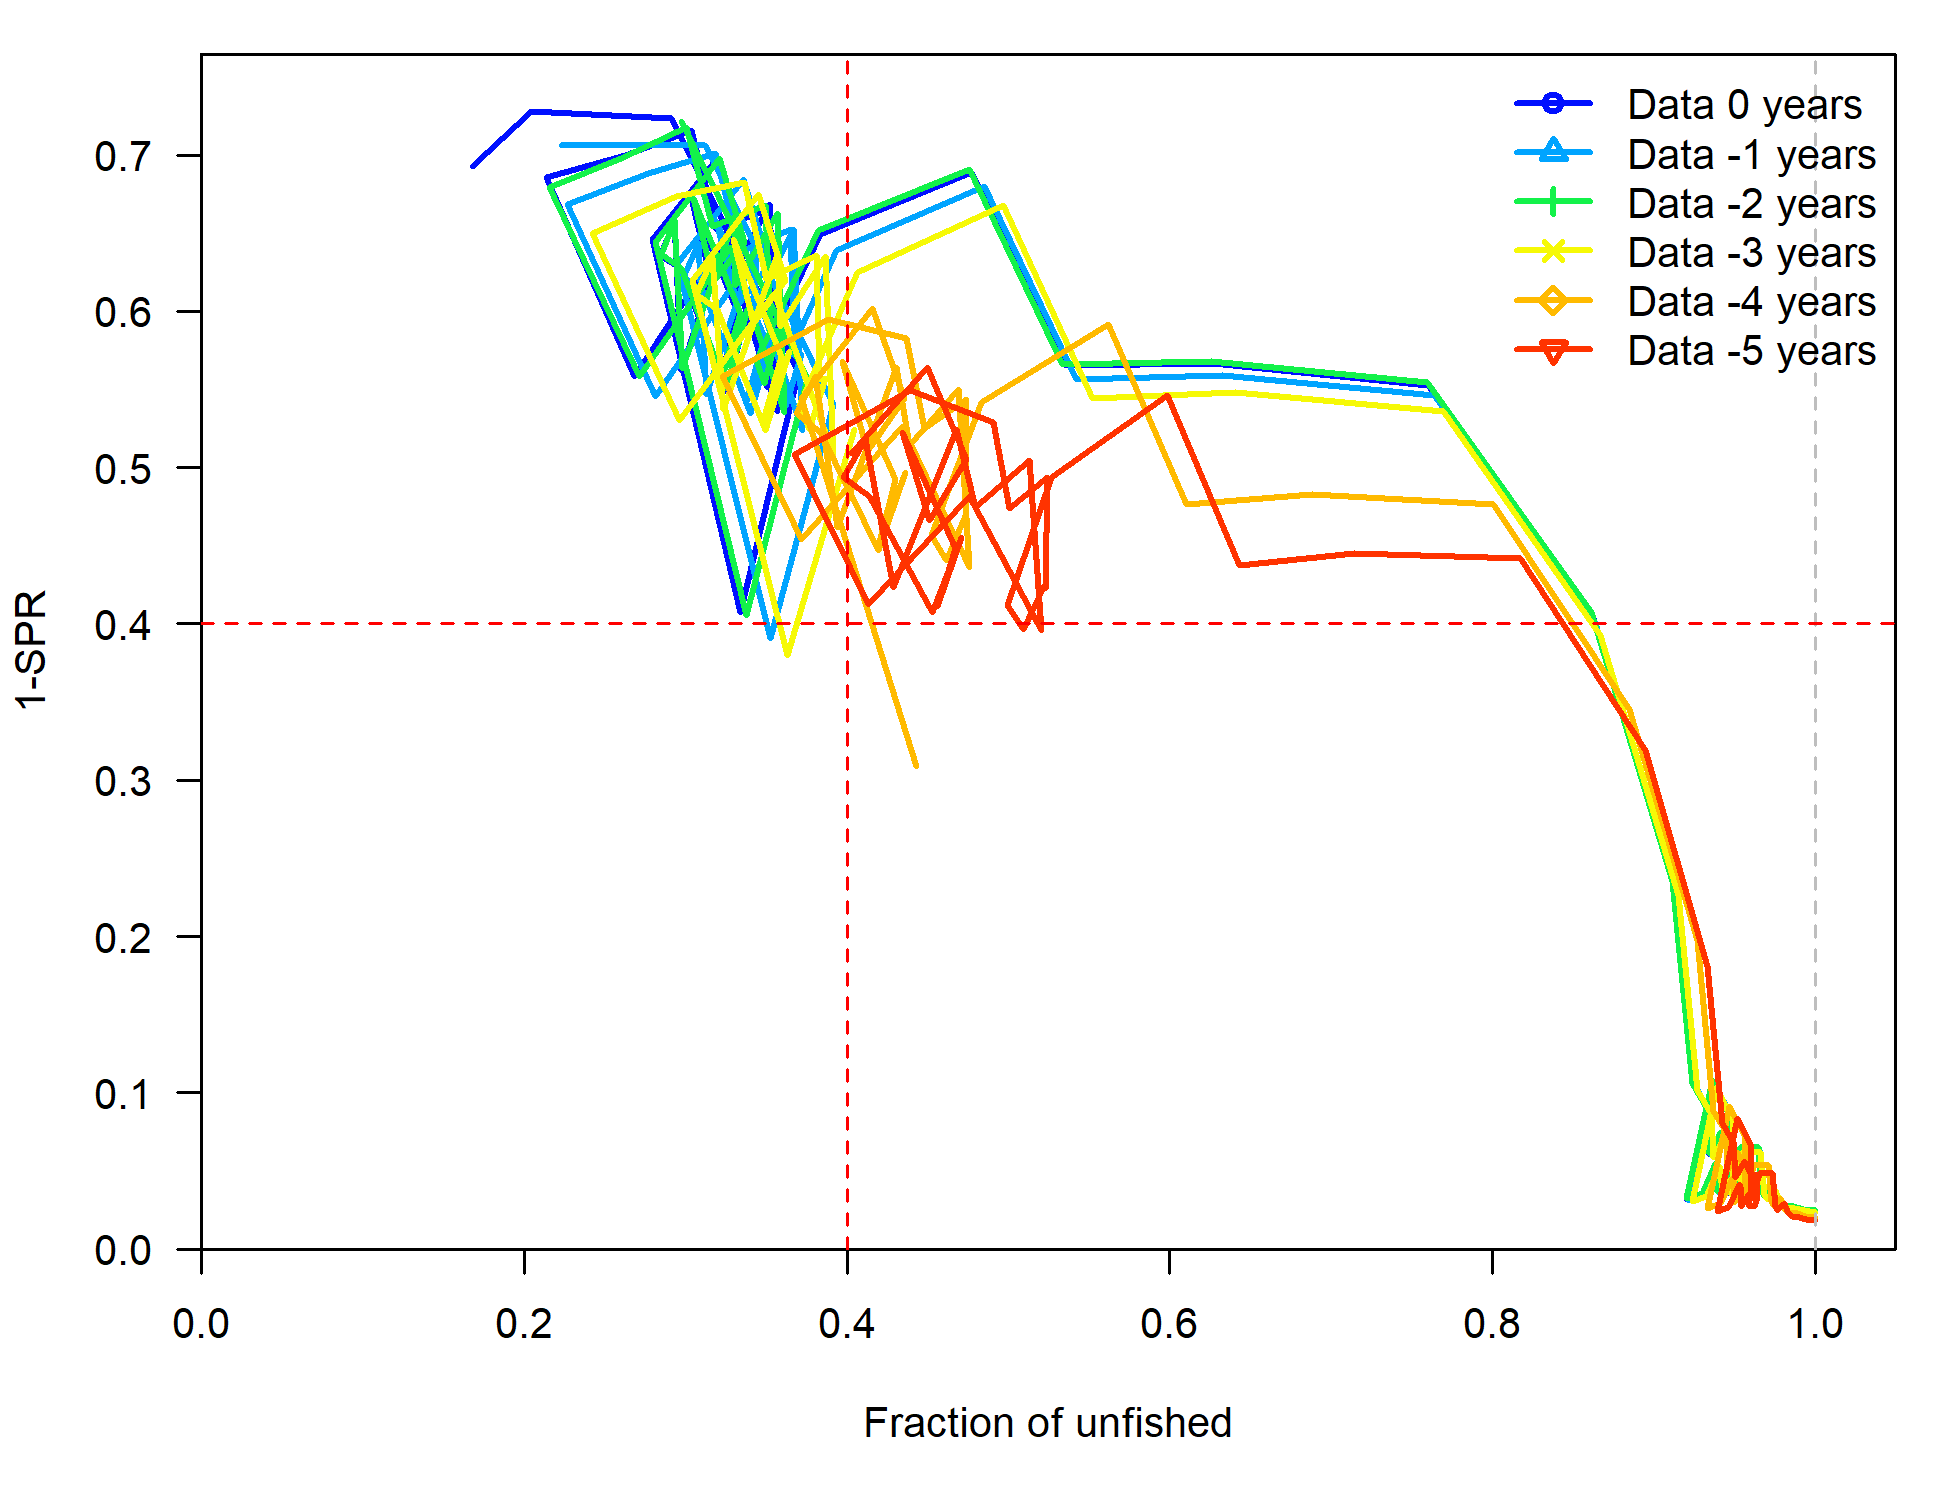 Data 0 years
Data -1 years
Data -2 years
Data -3 years
Data -4 years
Data -5 years
0.7
0.6
0.5
0.4
0.3
0.2
0.1
0.0
1-SPR
0.0 0.2 0.4 0.6 0.8 1.0
Fraction of unfished